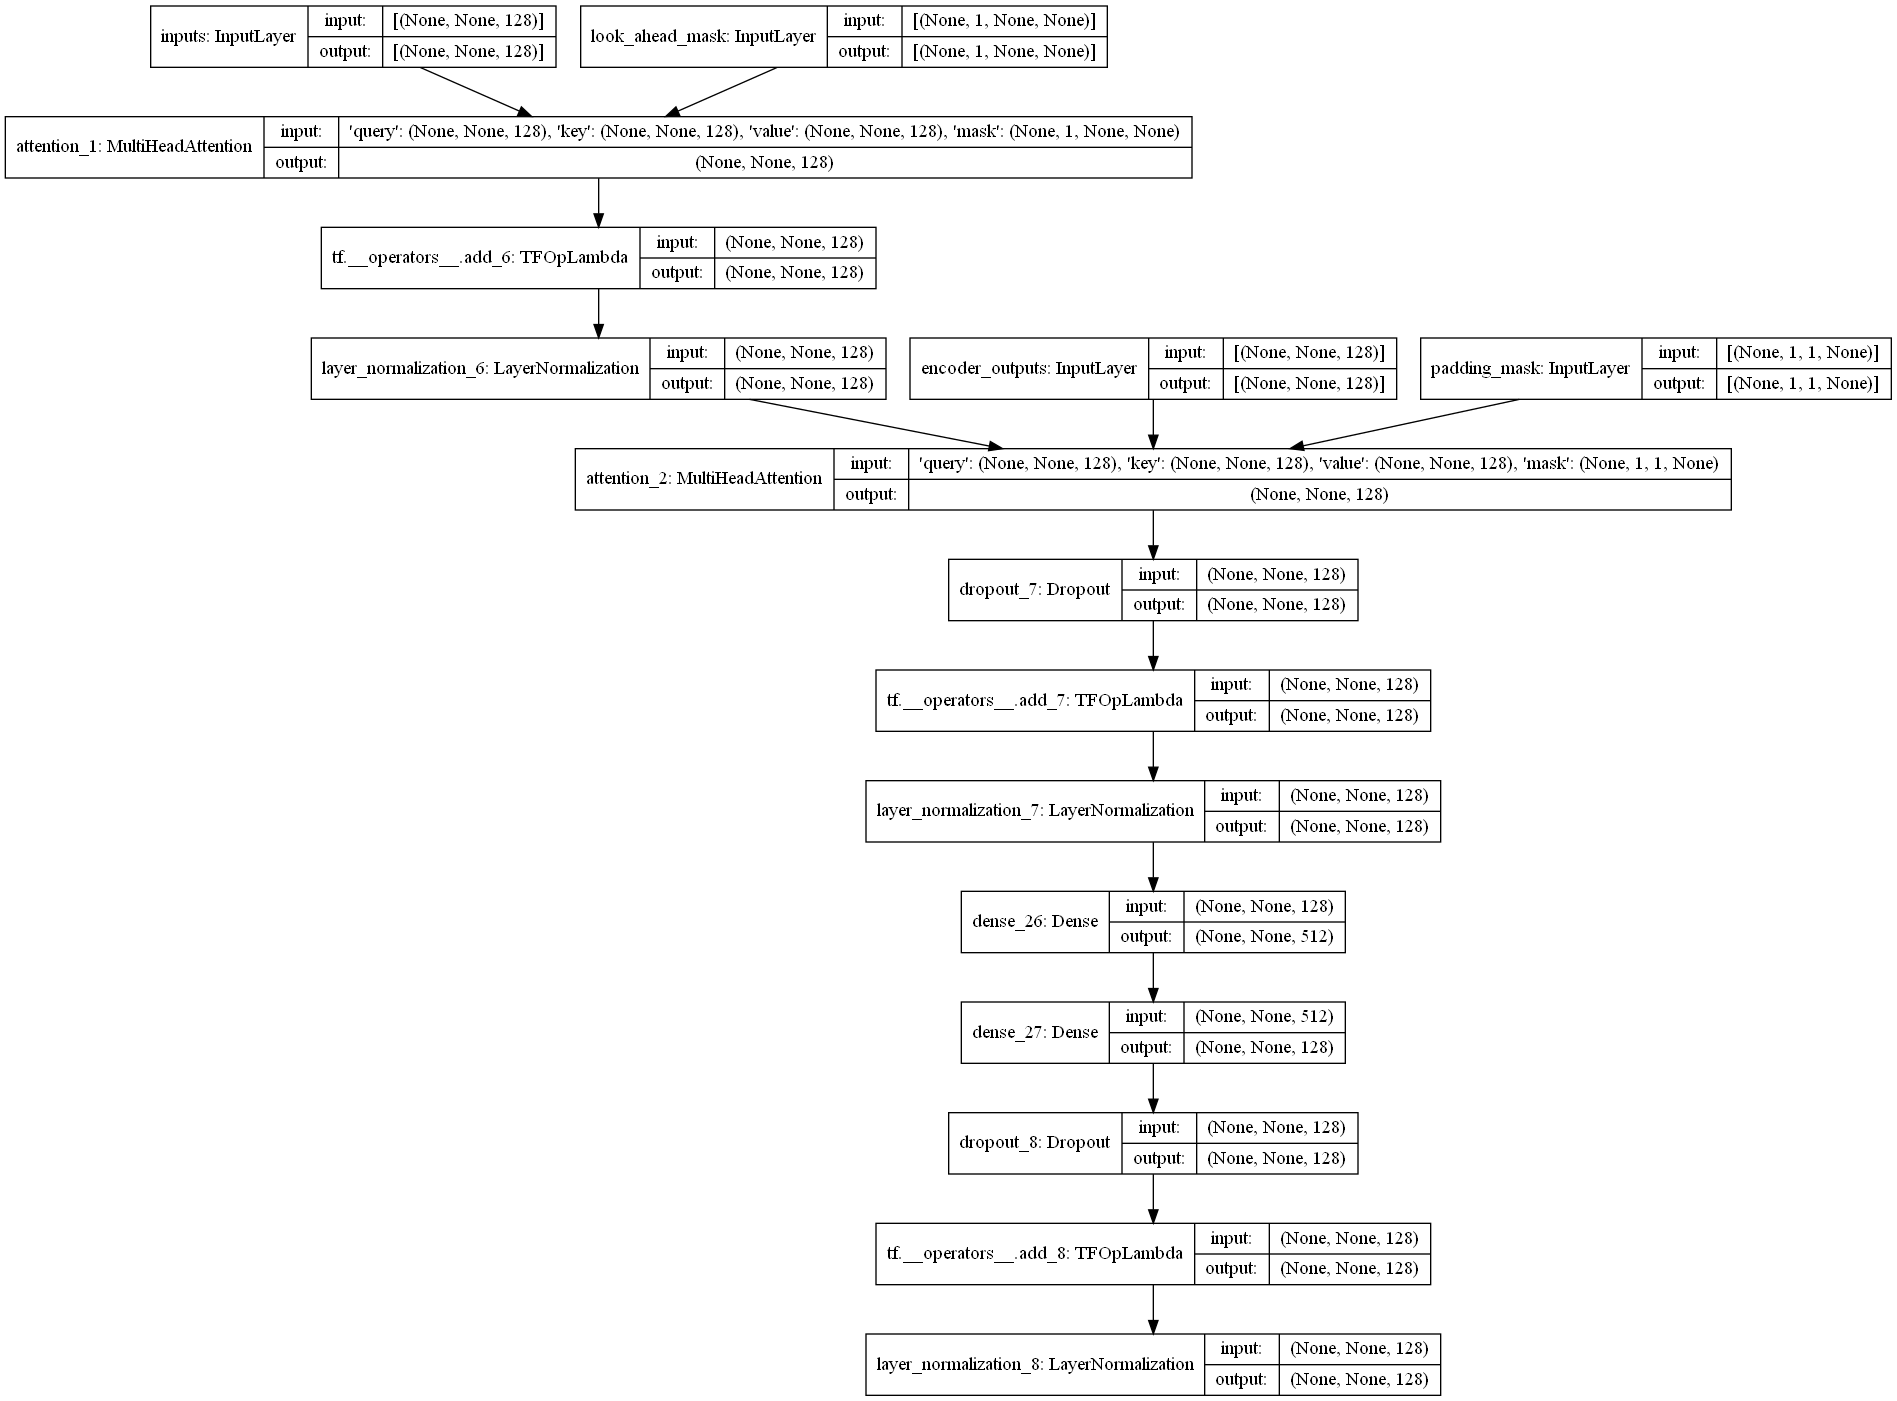 inputs: InputLayer
input: [(None, None, 128)]
output: [(None, None, 128)]
look_ahead_mask: InputLayer
input: [(None, 1, None, None)]
output: [(None, 1, None, None)]
attention_1: MultiHeadAttention
input: 'query': (None, None, 128), 'key': (None, None, 128), 'value': (None, None, 128), 'mask': (None, 1, None, None)
output: (None, None, 128)
tf.__operators__.add_6: TFOpLambda
input: (None, None, 128)
output: (None, None, 128)
layer_normalization_6: LayerNormalization
input: (None, None, 128)
output: (None, None, 128)
encoder_outputs: InputLayer
input: [(None, None, 128)]
output: [(None, None, 128)]
padding_mask: InputLayer
input: [(None, 1, 1, None)]
output: [(None, 1, 1, None)]
attention_2: MultiHeadAttention
input: 'query': (None, None, 128), 'key': (None, None, 128), 'value': (None, None, 128), 'mask': (None, 1, 1, None)
output: (None, None, 128)
dropout_7: Dropout
input: (None, None, 128)
output: (None, None, 128)
tf.__operators__.add_7: TFOpLambda
input: (None, None, 128)
output: (None, None, 128)
layer_normalization_7: LayerNormalization
input: (None, None, 128)
output: (None, None, 128)
dense_26: Dense
input: (None, None, 128)
output: (None, None, 512)
dense_27: Dense
input: (None, None, 512)
output: (None, None, 128)
dropout_8: Dropout
input: (None, None, 128)
output: (None, None, 128)
tf.__operators__.add_8: TFOpLambda
input: (None, None, 128)
output: (None, None, 128)
layer_normalization_8: LayerNormalization
input: (None, None, 128)
output: (None, None, 128)